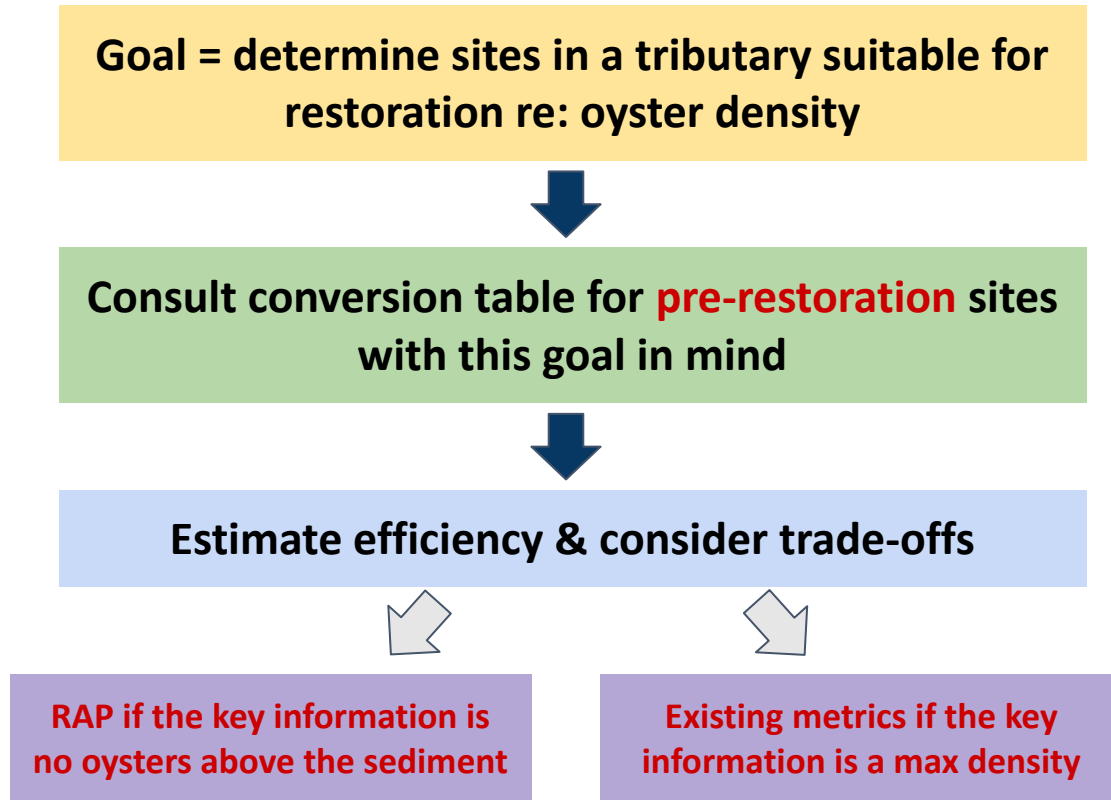 Goal = determine sites in a tributary suitable for
restoration re: oyster density
Consult conversion table for pre-restoration sites
with this goal in mind
Estimate efficiency & consider trade-offs
RAP if the key information is
no oysters above the sediment
Existing metrics if the key
information is a max density